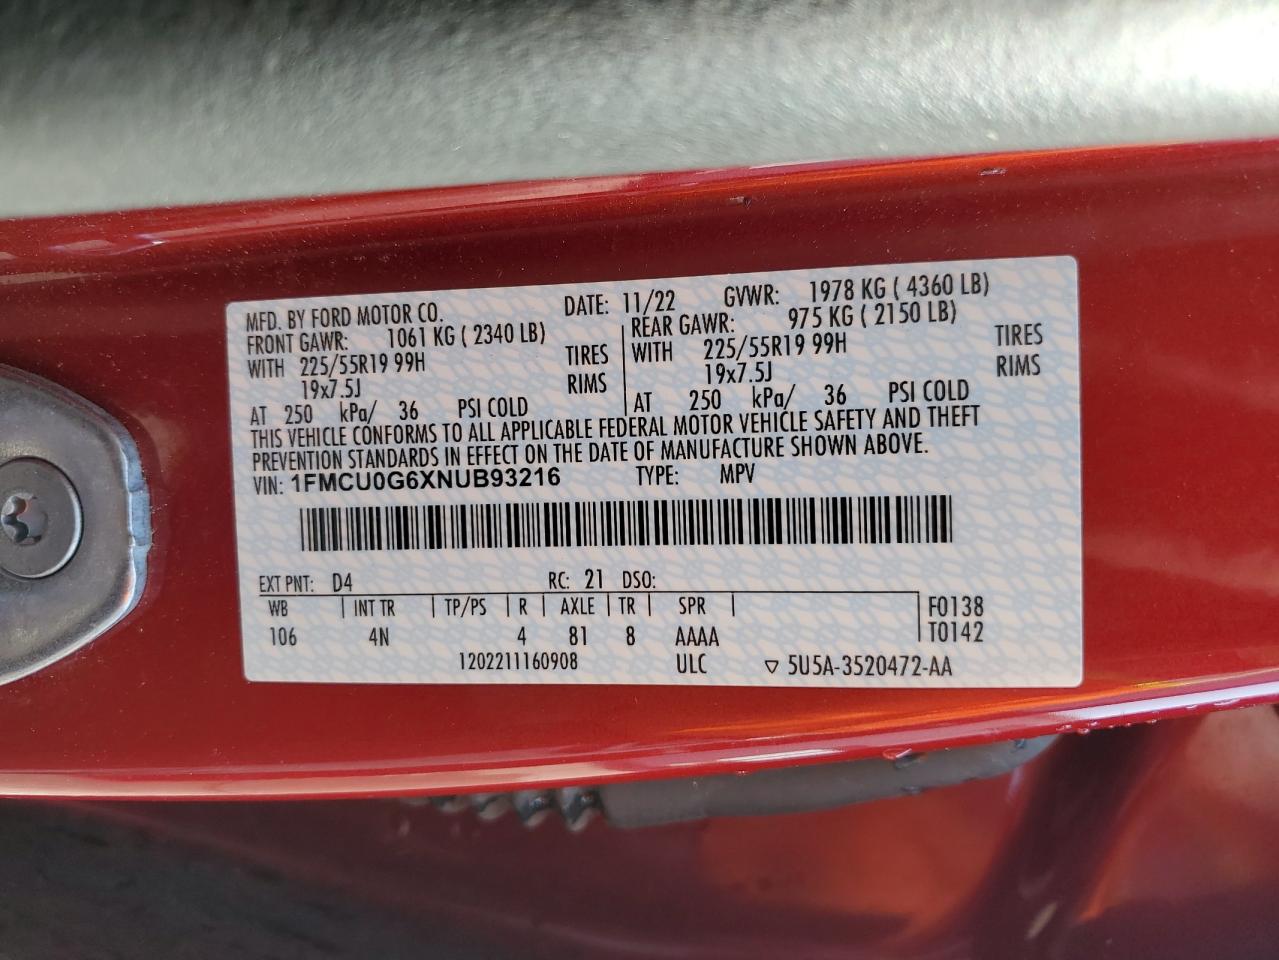 MFD. BY FORD MOTOR CO. DATE: 11/22 GVWR: 1978 KG ( 4360 LB)
FRONT GAWR: 1061 KG ( 2340 LB) REAR GAWR: 975 KG ( 2150 LB)
WITH 225/55R19 99H TIRES WITH 225/55R19 99H TIRES
19x7.5J RIMS 19x7.5J RIMS
AT 250 kPa/ 36 PSI COLD AT 250 kPa/ 36 PSI COLD
THIS VEHICLE CONFORMS TO ALL APPLICABLE FEDERAL MOTOR VEHICLE SAFETY AND THEFT
PREVENTION STANDARDS IN EFFECT ON THE DATE OF MANUFACTURE SHOWN ABOVE.
VIN: 1FMCU0G6XNUB93216 TYPE: MPV
EXT PNT: D4 RC: 21 DSO:
WB INT TR TP/PS R AXLE TR SPR F0138
106 4N 4 81 8 AAAA T0142
1202211160908 ULC ▽ 5U5A-3520472-AA